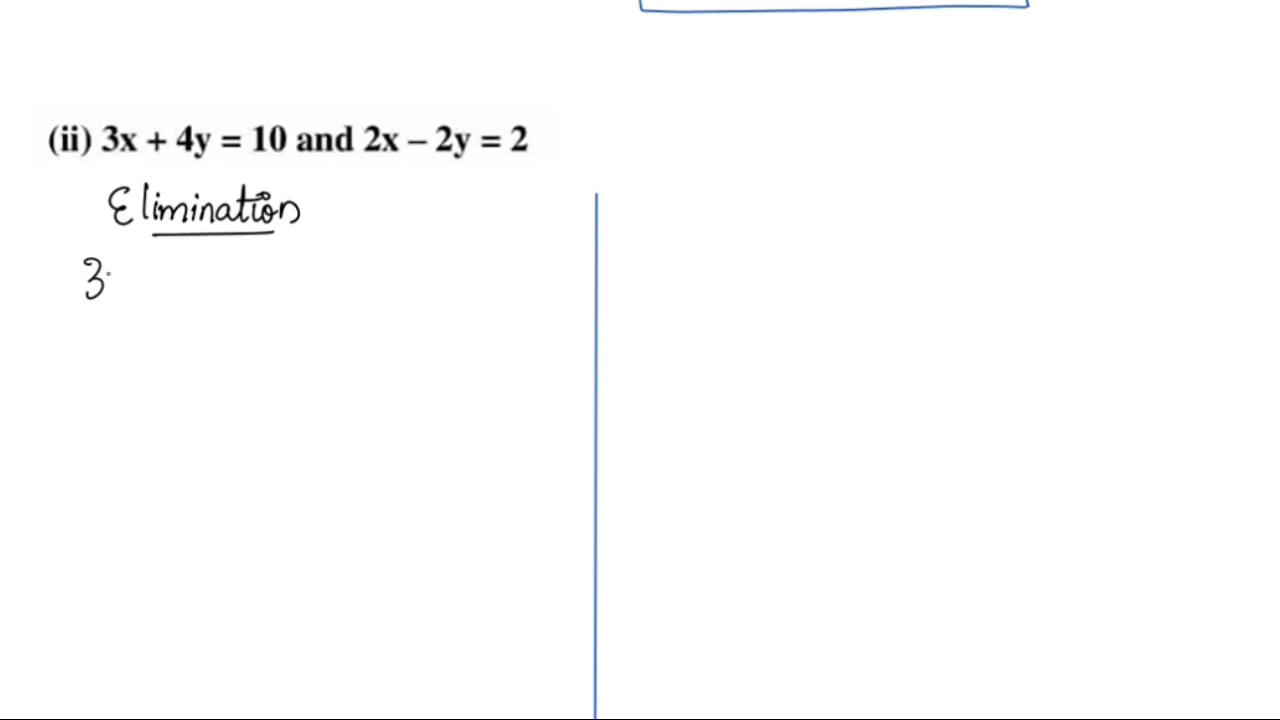 (ii) 3x + 4y = 10 and 2x – 2y = 2
Elimination
3